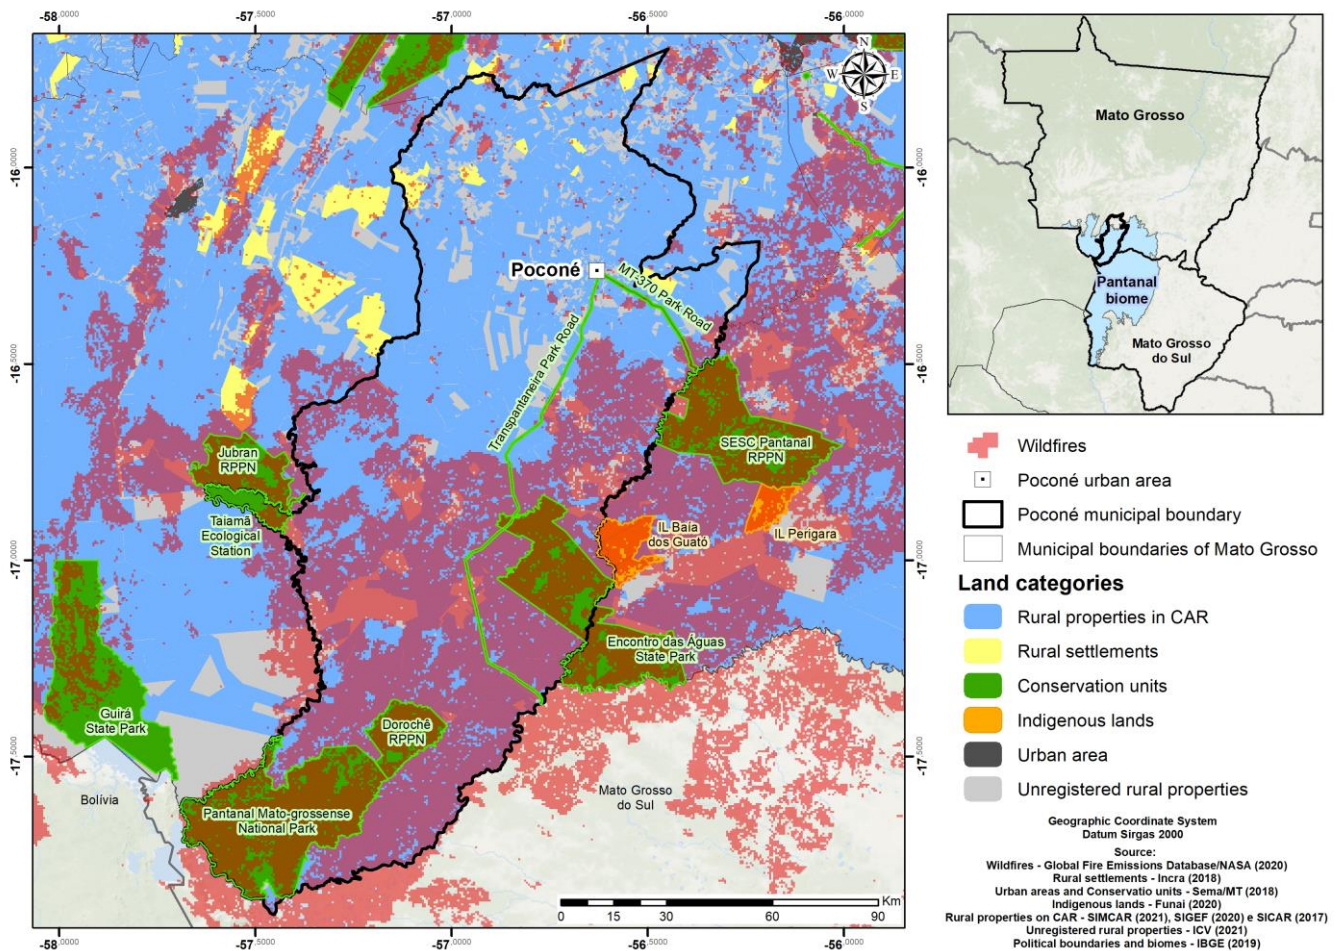 -58.0000
-57.5000
-57.0000
-56.5000
-56.0000
N
W
E
S
-16.0000
-16.0000
Poconé
MT-370 Park Road
Transpantaneira Park Road
-16.5000
-16.5000
Jubran
RPPN
SESC Pantanal
RPPN
Taiamã
Ecological
Station
IL Baía
dos Guató
IL Perigara
-17.0000
-17.0000
Encontro das Águas
State Park
Guirá
State Park
Dorochê
RPPN
-17.5000
-17.5000
Bolívia
Mato Grosso
do Sul
Pantanal Mato-grossense
National Park
0
15
30
60
90
KM
-58.0000
-57.5000
-57.0000
-56.5000
-56.0000
Mato Grosso
Pantanal
biome
Mato Grosso
do Sul
Wildfires
Poconé urban area
Poconé municipal boundary
Municipal boundaries of Mato Grosso
Land categories
Rural properties in CAR
Rural settlements
Conservation units
Indigenous lands
Urban area
Unregistered rural properties
Geographic Coordinate System
Datum Sirgas 2000
Source:
Wildfires - Global Fire Emissions Database/NASA (2020)
Rural settlements - Incra (2018)
Urban areas and Conservatio units - Sema/MT (2018)
Indigenous lands - Funai (2020)
Rural properties on CAR - SIMCAR (2021), SIGEF (2020) e SICAR (2017)
Unregistered rural properties - ICV (2021)
Political boundaries and biomes - IBGE (2019)